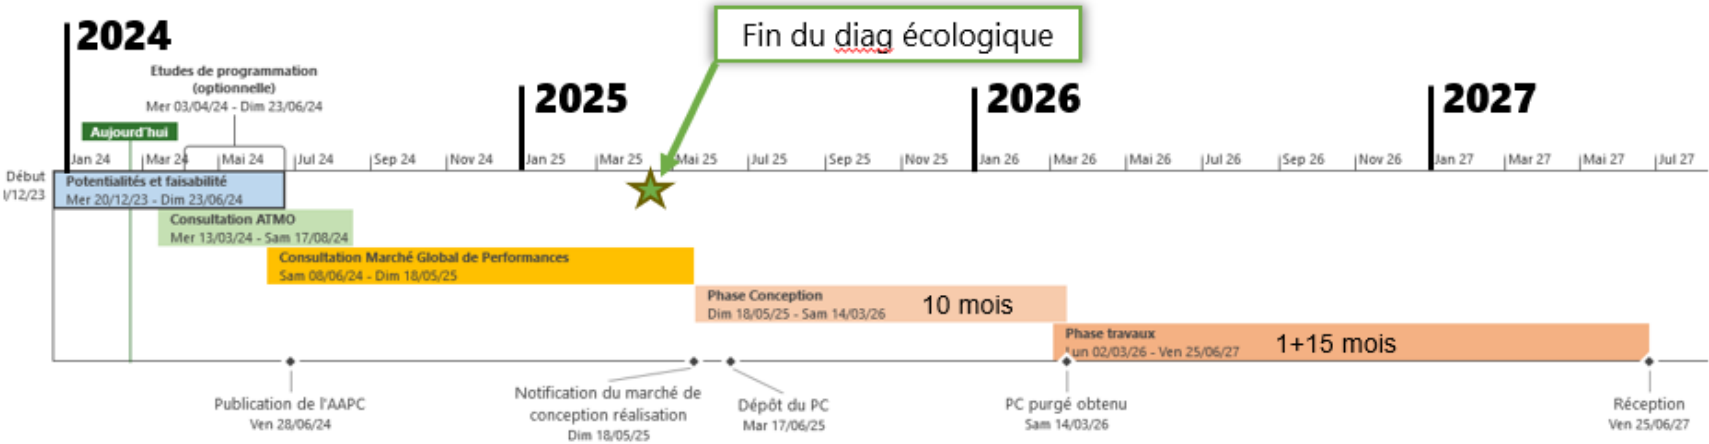 Fin du diag écologique
2024
2025
2026
2027
Etudes de programmation
(optionnelle)
Mer 03/04/24 - Dim 23/06/24
Aujourd'hui
Jan 24
Mar 24
Mai 24
Jul 24
Sep 24
Nov 24
Jan 25
Mar 25
Mai 25
Jul 25
Sep 25
Nov 25
Jan 26
Mar 26
Mai 26
Jul 26
Sep 26
Nov 26
Jan 27
Mar 27
Mai 27
Jul 27
Début
/12/23
Potentialités et faisabilité
Mer 20/12/23 - Dim 23/06/24
Consultation ATMO
Mer 13/03/24 - Sam 17/08/24
Consultation Marché Global de Performances
Sam 08/06/24 - Dim 18/05/25
Phase Conception
Dim 18/05/25 - Sam 14/03/26
10 mois
Phase travaux
Lun 02/03/26 - Ven 25/06/27
1+15 mois
Publication de l'AAPC
Ven 28/06/24
Notification du marché de
conception réalisation
Dim 18/05/25
Dépôt du PC
Mar 17/06/25
PC purgé obtenu
Sam 14/03/26
Réception
Ven 25/06/27